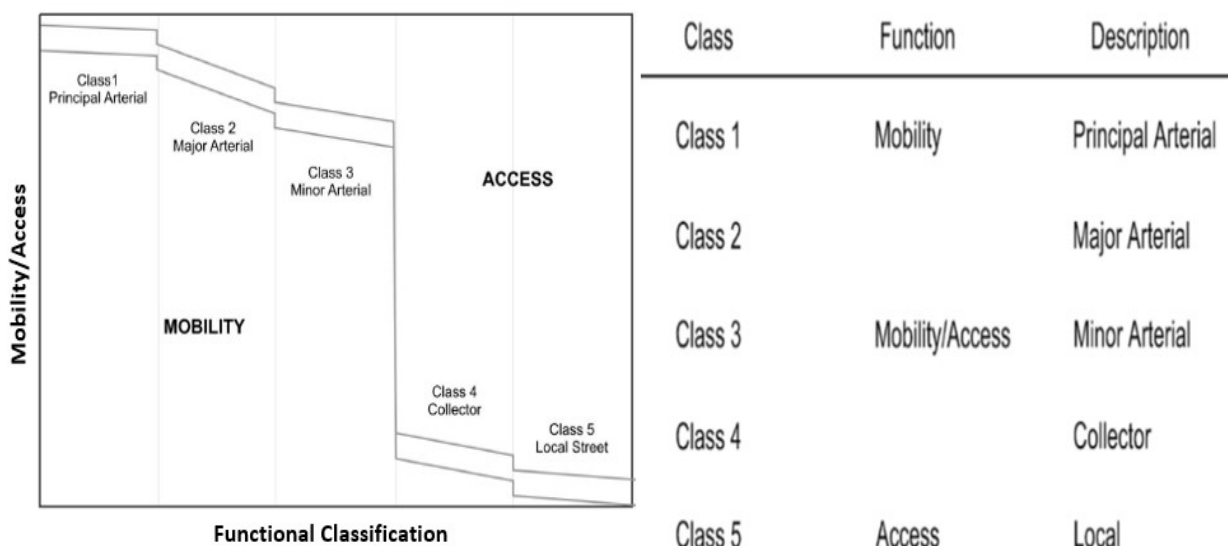 Class1
Principal Arterial
Class 2
Major Arterial
Class 3
Minor Arterial
ACCESS
MOBILITY
Class 4
Collector
Class 5
Local Street
Mobility/Access
Functional Classification
Class Function Description
Class 1 Mobility Principal Arterial
Class 2 Major Arterial
Class 3 Mobility/Access Minor Arterial
Class 4 Collector
Class 5 Access Local